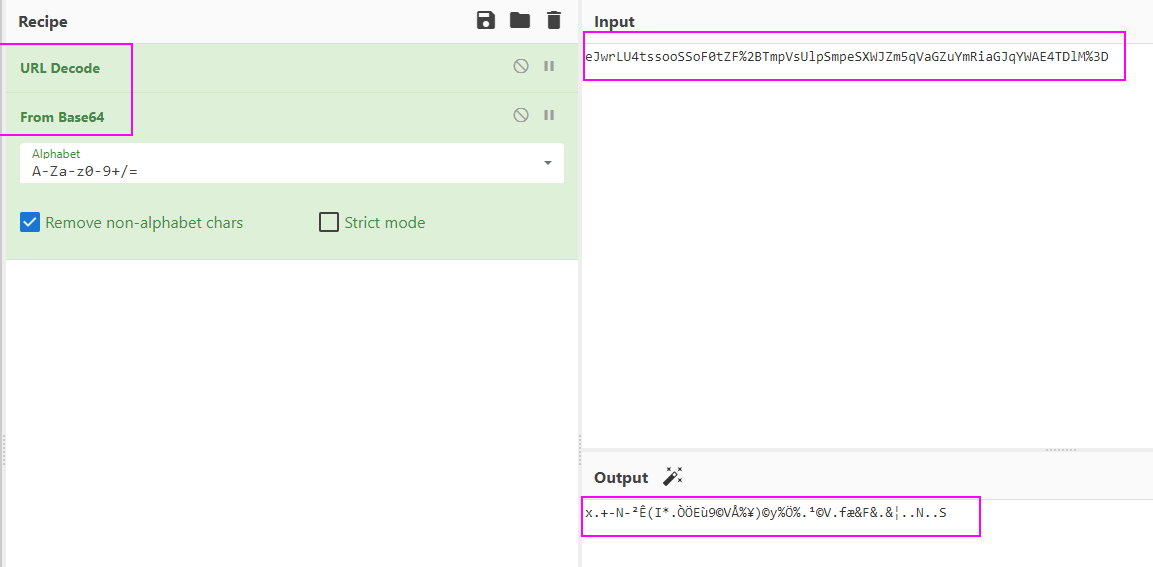 Recipe
URL Decode
From Base64
Alphabet
A-Za-z0-9+/=
Remove non-alphabet chars
Strict mode
Input
eJwrLU4tssooSSoF0tZF%2BTmpVsUlpSmpeSXWJZm5qVaGZuYmRiaGJqYWAE4TDlM%3D
Output
x.+-N-²Ê(I*.ÒÖEù9©VÅ%¥)©y%Ö%.¹©V.fæ&F&.&¦..N..S